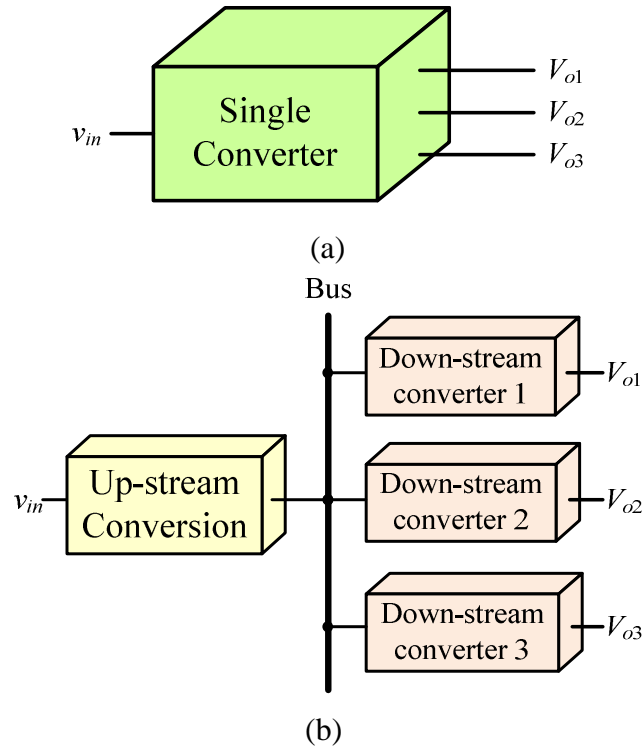 Single
Converter
v_in
V_o1
V_o2
V_o3
(a)
Bus
Down-stream
converter 1
V_o1
Up-stream
Conversion
v_in
Down-stream
converter 2
V_o2
Down-stream
converter 3
V_o3
(b)